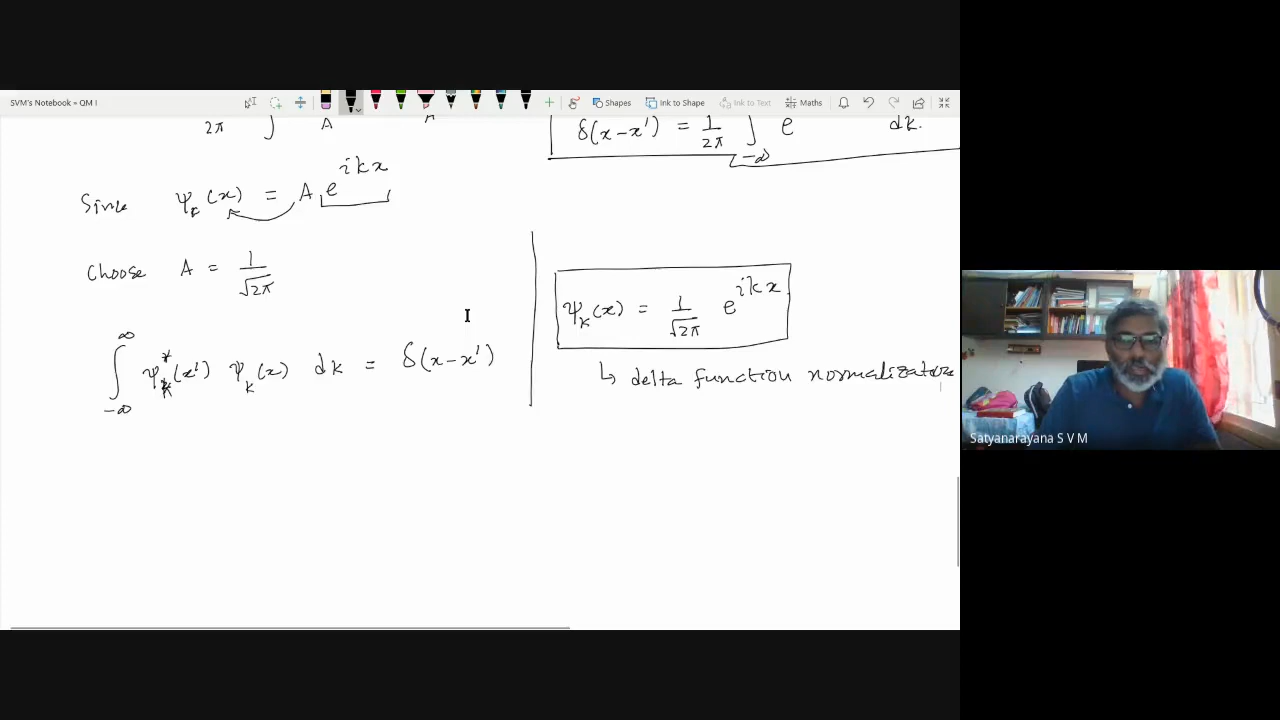 SVM's Notebook = QM I
Shapes Ink to Shape Ink to Text Maths
2π ∫ A A
δ(x-x') = 1/2π ∫_{-∞} e dk.
Since ψ_k(x) = A e^{ikx}
Choose A = 1/√2π
ψ_k(x) = 1/√2π e^{ikx}
∫_{-∞}^{∞} ψ_k^*(x') ψ_k(x) dk = δ(x-x')
↳ delta function normalization
Satyanarayana S V M